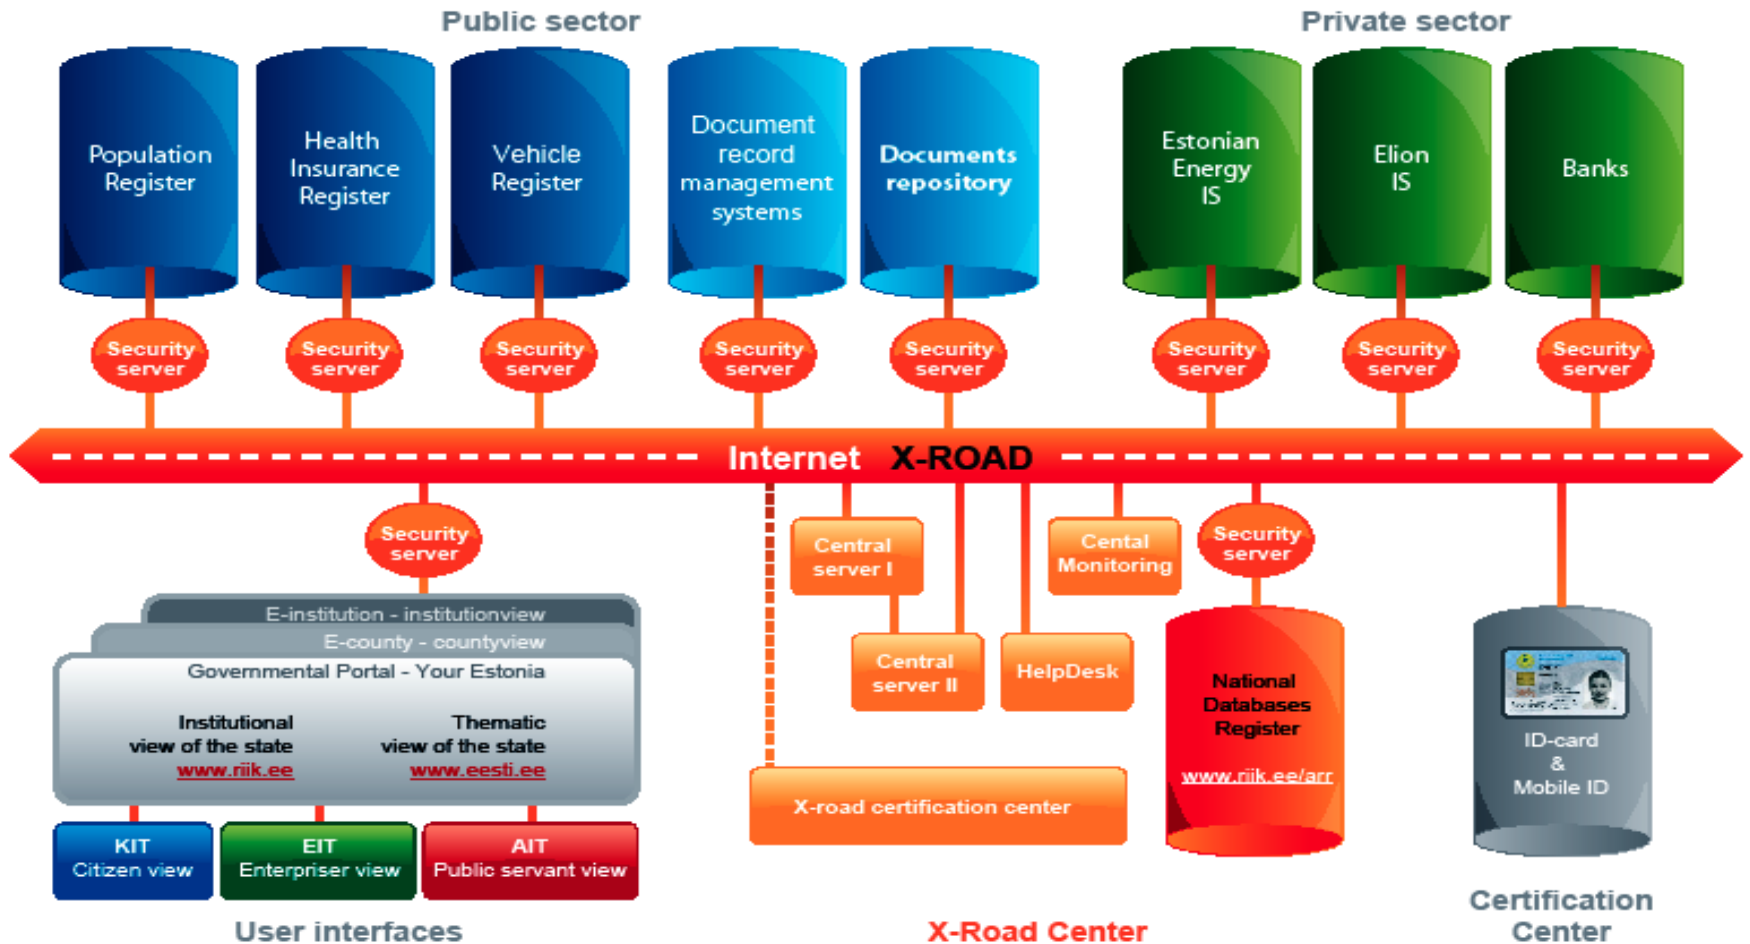 Public sector
Private sector
Population
Register
Health
Insurance
Register
Vehicle
Register
Document
record
management
systems
Documents
repository
Estonian
Energy
IS
Elion
IS
Banks
Security
server
Security
server
Security
server
Security
server
Security
server
Security
server
Security
server
Security
server
Internet X-ROAD
Security
server
E-institution - institutionview
E-county - countyview
Governmental Portal - Your Estonia
Institutional
view of the state
www.riik.ee
Thematic
view of the state
www.eesti.ee
KIT
Citizen view
EIT
Enterpriser view
AIT
Public servant view
User interfaces
Central
server I
Central
server II
HelpDesk
Cental
Monitoring
X-road certification center
Security
server
National
Databases
Register
www.riik.ee/arr
X-Road Center
ID-card
&
Mobile ID
Certification
Center